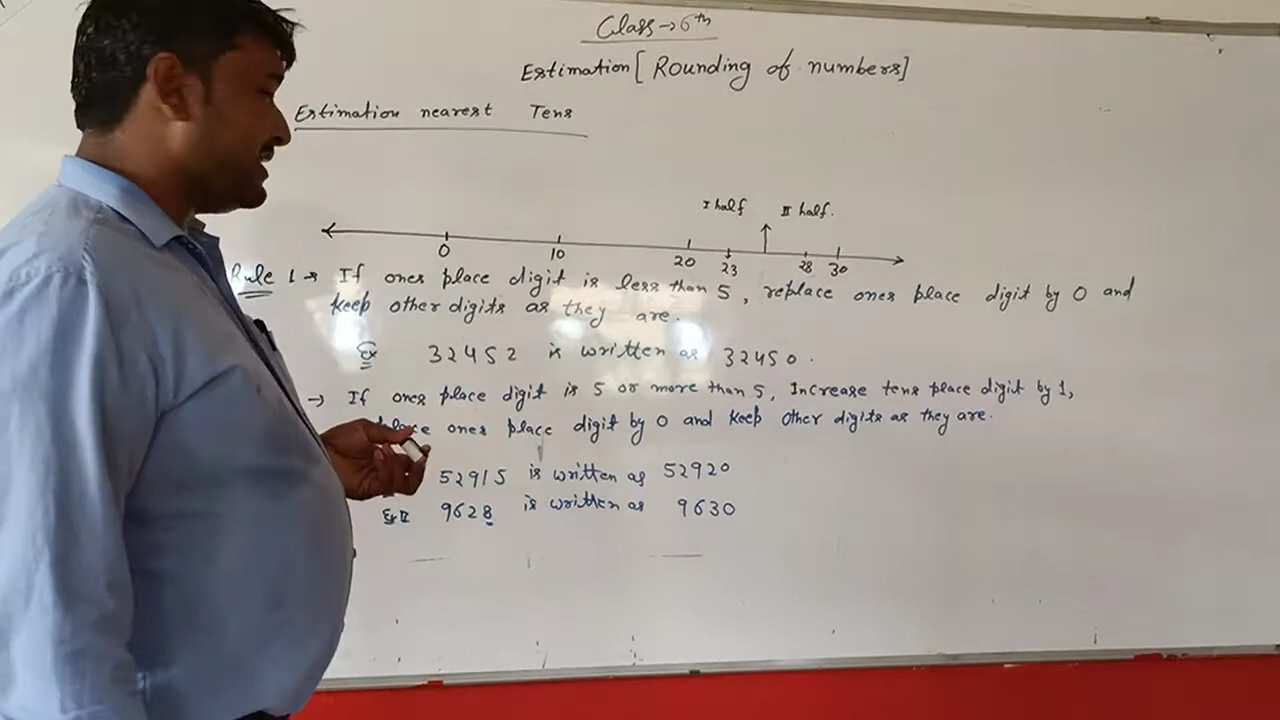 Class → 6th
Estimation [Rounding of numbers]
Estimation nearest Tens
I half II half.
0 10 20 23 28 30
Rule 1 → If ones place digit is less than 5, replace ones place digit by 0 and
keep other digits as they are.
Ex 32452 is written as 32450.
→ If ones place digit is 5 or more than 5, Increase tens place digit by 1,
ones place digit by 0 and keep other digits as they are.
52915 is written as 52920
Ex II 9628 is written as 9630